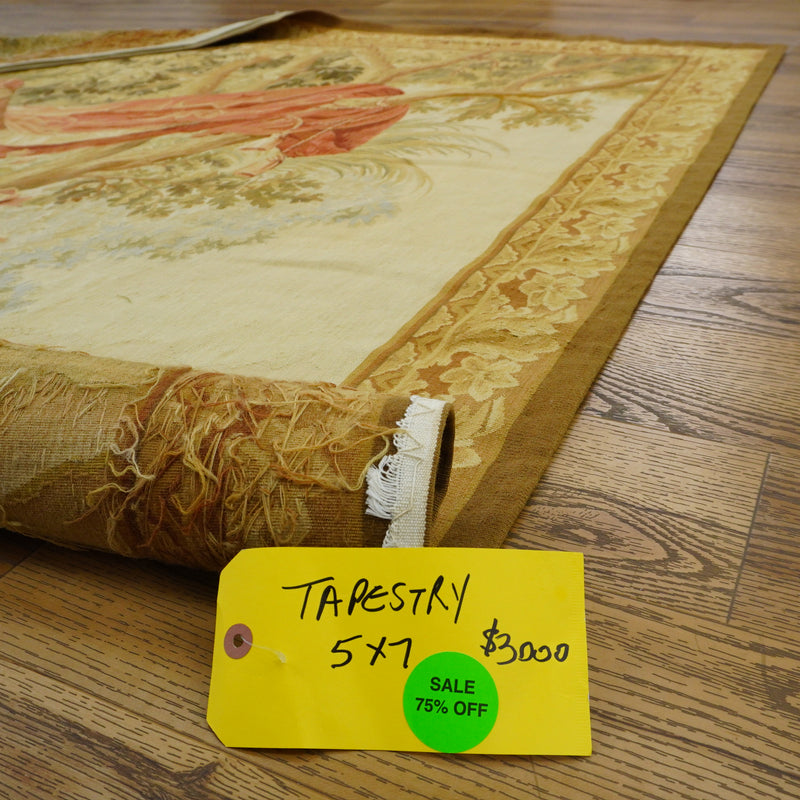 TAPESTRY
5x7 $3000
SALE
75% OFF